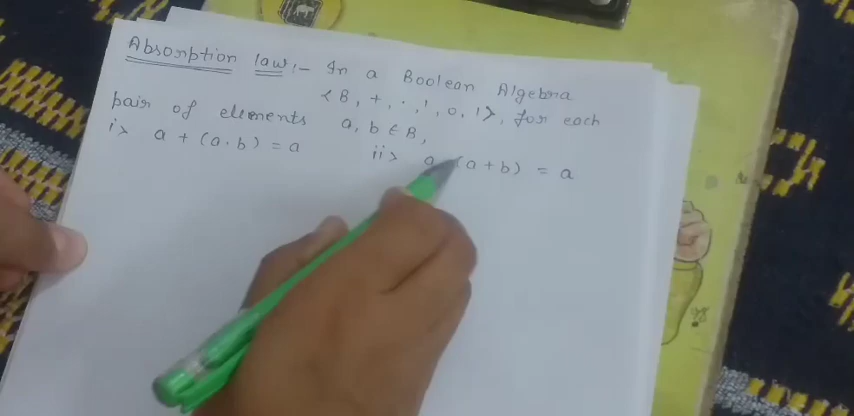 Absorption law :- In a Boolean Algebra
<B, +, ·, ', 0, 1>, for each
pair of elements a, b ∈ B,
i> a + (a · b) = a
ii> a (a + b) = a